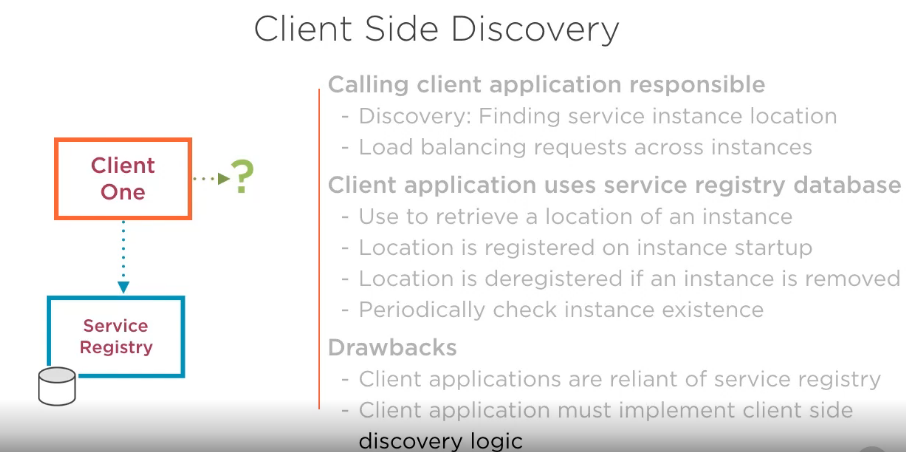 Client Side Discovery
Calling client application responsible
- Discovery: Finding service instance location
- Load balancing requests across instances
Client application uses service registry database
- Use to retrieve a location of an instance
- Location is registered on instance startup
- Location is deregistered if an instance is removed
- Periodically check instance existence
Drawbacks
- Client applications are reliant of service registry
- Client application must implement client side
discovery logic
Client
One
?
Service
Registry